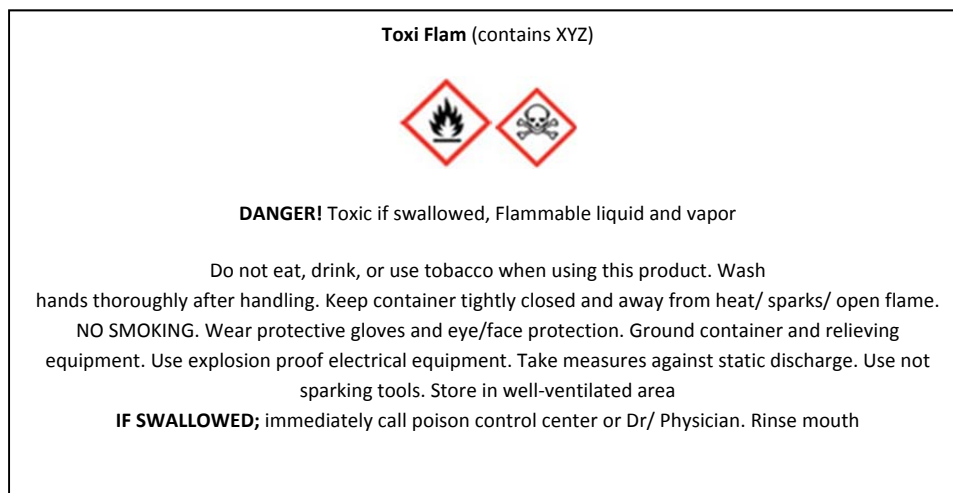 Toxi Flam (contains XYZ)
DANGER! Toxic if swallowed, Flammable liquid and vapor
Do not eat, drink, or use tobacco when using this product. Wash
hands thoroughly after handling. Keep container tightly closed and away from heat/ sparks/ open flame.
NO SMOKING. Wear protective gloves and eye/face protection. Ground container and relieving
equipment. Use explosion proof electrical equipment. Take measures against static discharge. Use not
sparking tools. Store in well-ventilated area
IF SWALLOWED; immediately call poison control center or Dr/ Physician. Rinse mouth